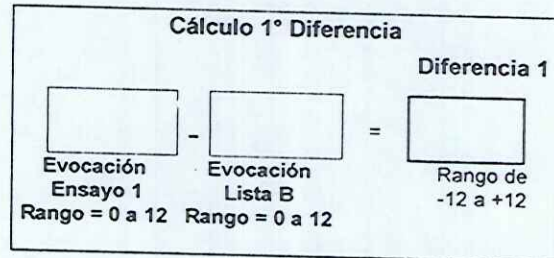 Cálculo 1° Diferencia
Diferencia 1
- =
Evocación
Ensayo 1
Rango = 0 a 12
Evocación
Lista B
Rango = 0 a 12
Rango de
-12 a +12